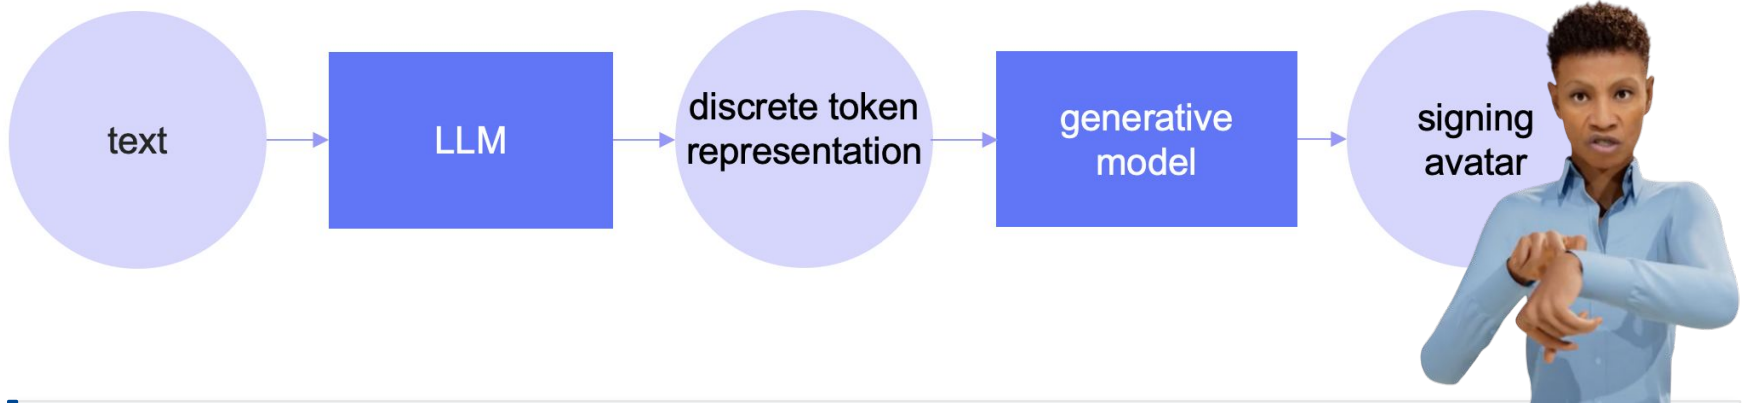 text
LLM
discrete token
representation
generative
model
signing
avatar